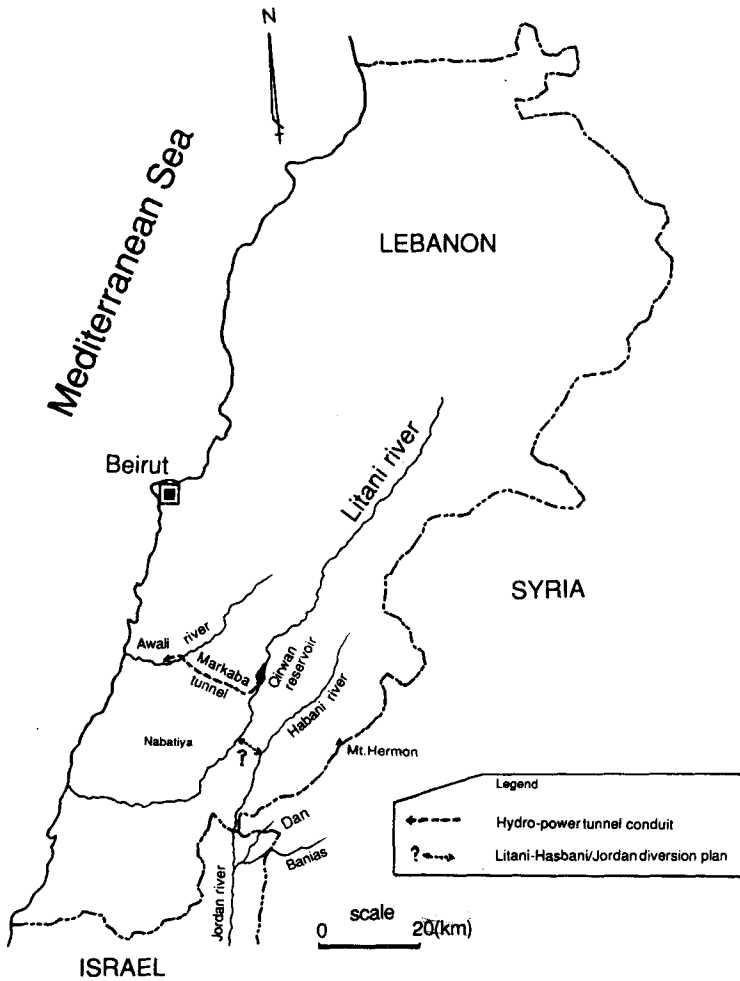 N
Mediterranean Sea
LEBANON
Beirut
Litani river
SYRIA
Awali river
Markaba
tunnel
Qirwan
reservoir
Habani river
Nabatiya
?
Mt. Hermon
Dan
Banias
Jordan river
ISRAEL
scale
0 20(km)
Legend
Hydro-power tunnel conduit
? Litani-Hasbani/Jordan diversion plan